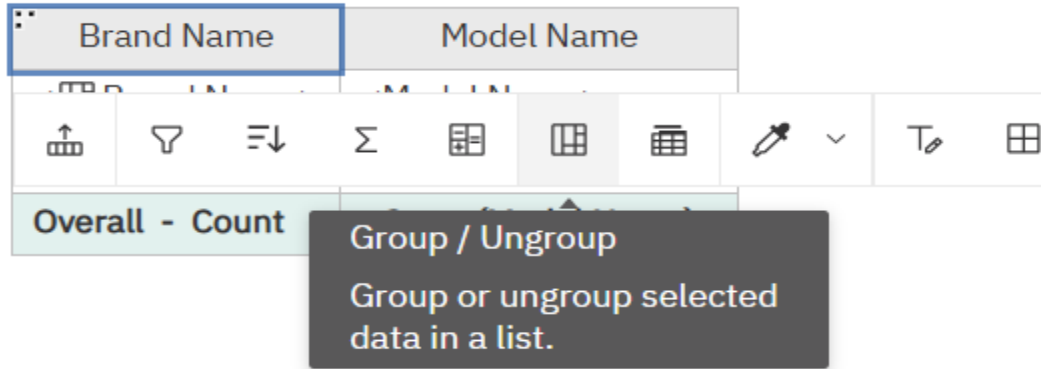 Brand Name Model Name
Overall - Count
Group / Ungroup
Group or ungroup selected
data in a list.